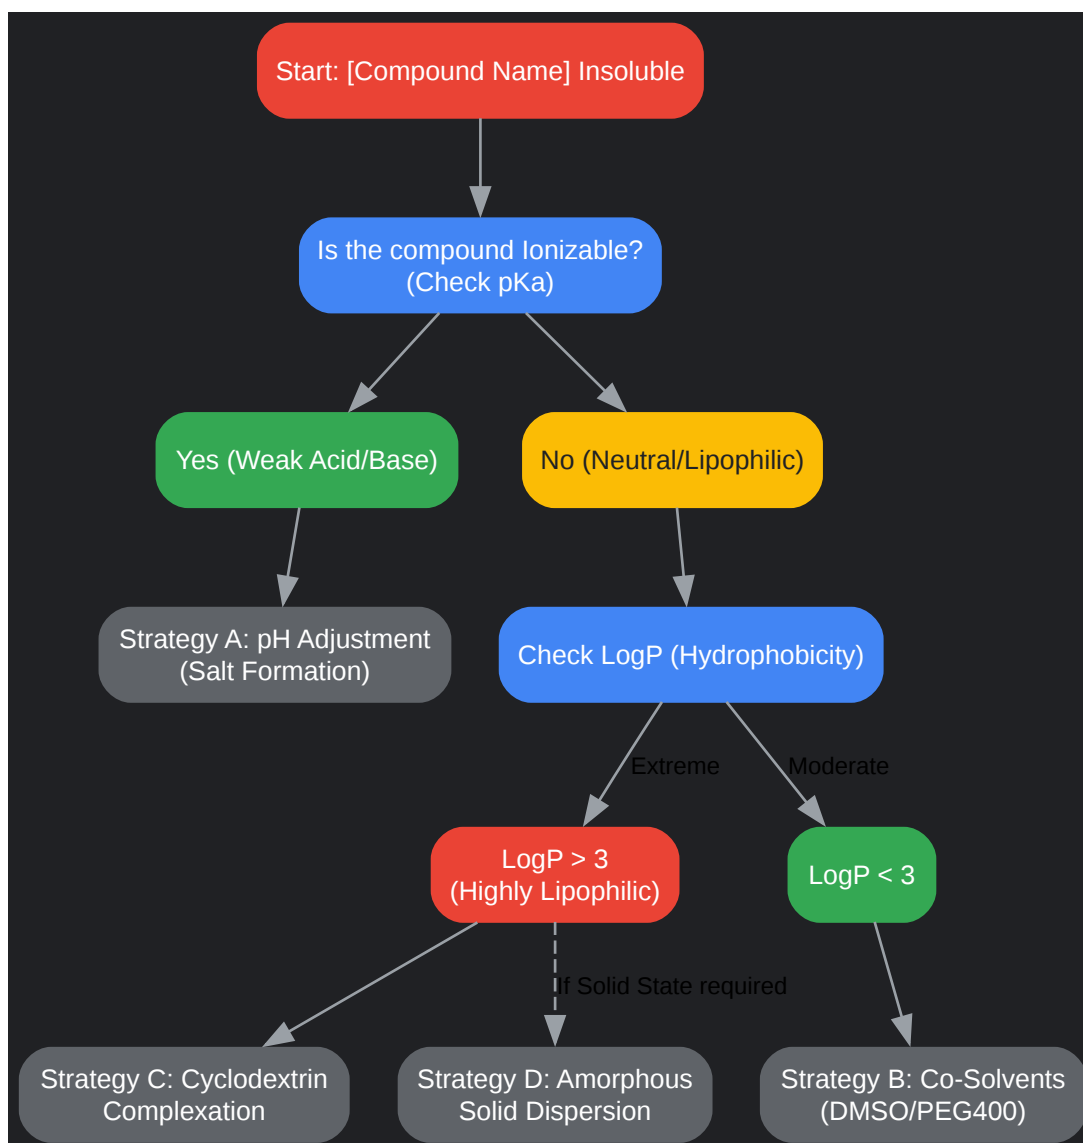 Start: [Compound Name] Insoluble
Is the compound Ionizable?
(Check pKa)
Yes (Weak Acid/Base)
No (Neutral/Lipophilic)
Strategy A: pH Adjustment
(Salt Formation)
Check LogP (Hydrophobicity)
Extreme
Moderate
LogP > 3
(Highly Lipophilic)
LogP < 3
If Solid State required
Strategy C: Cyclodextrin
Complexation
Strategy D: Amorphous
Solid Dispersion
Strategy B: Co-Solvents
(DMSO/PEG400)